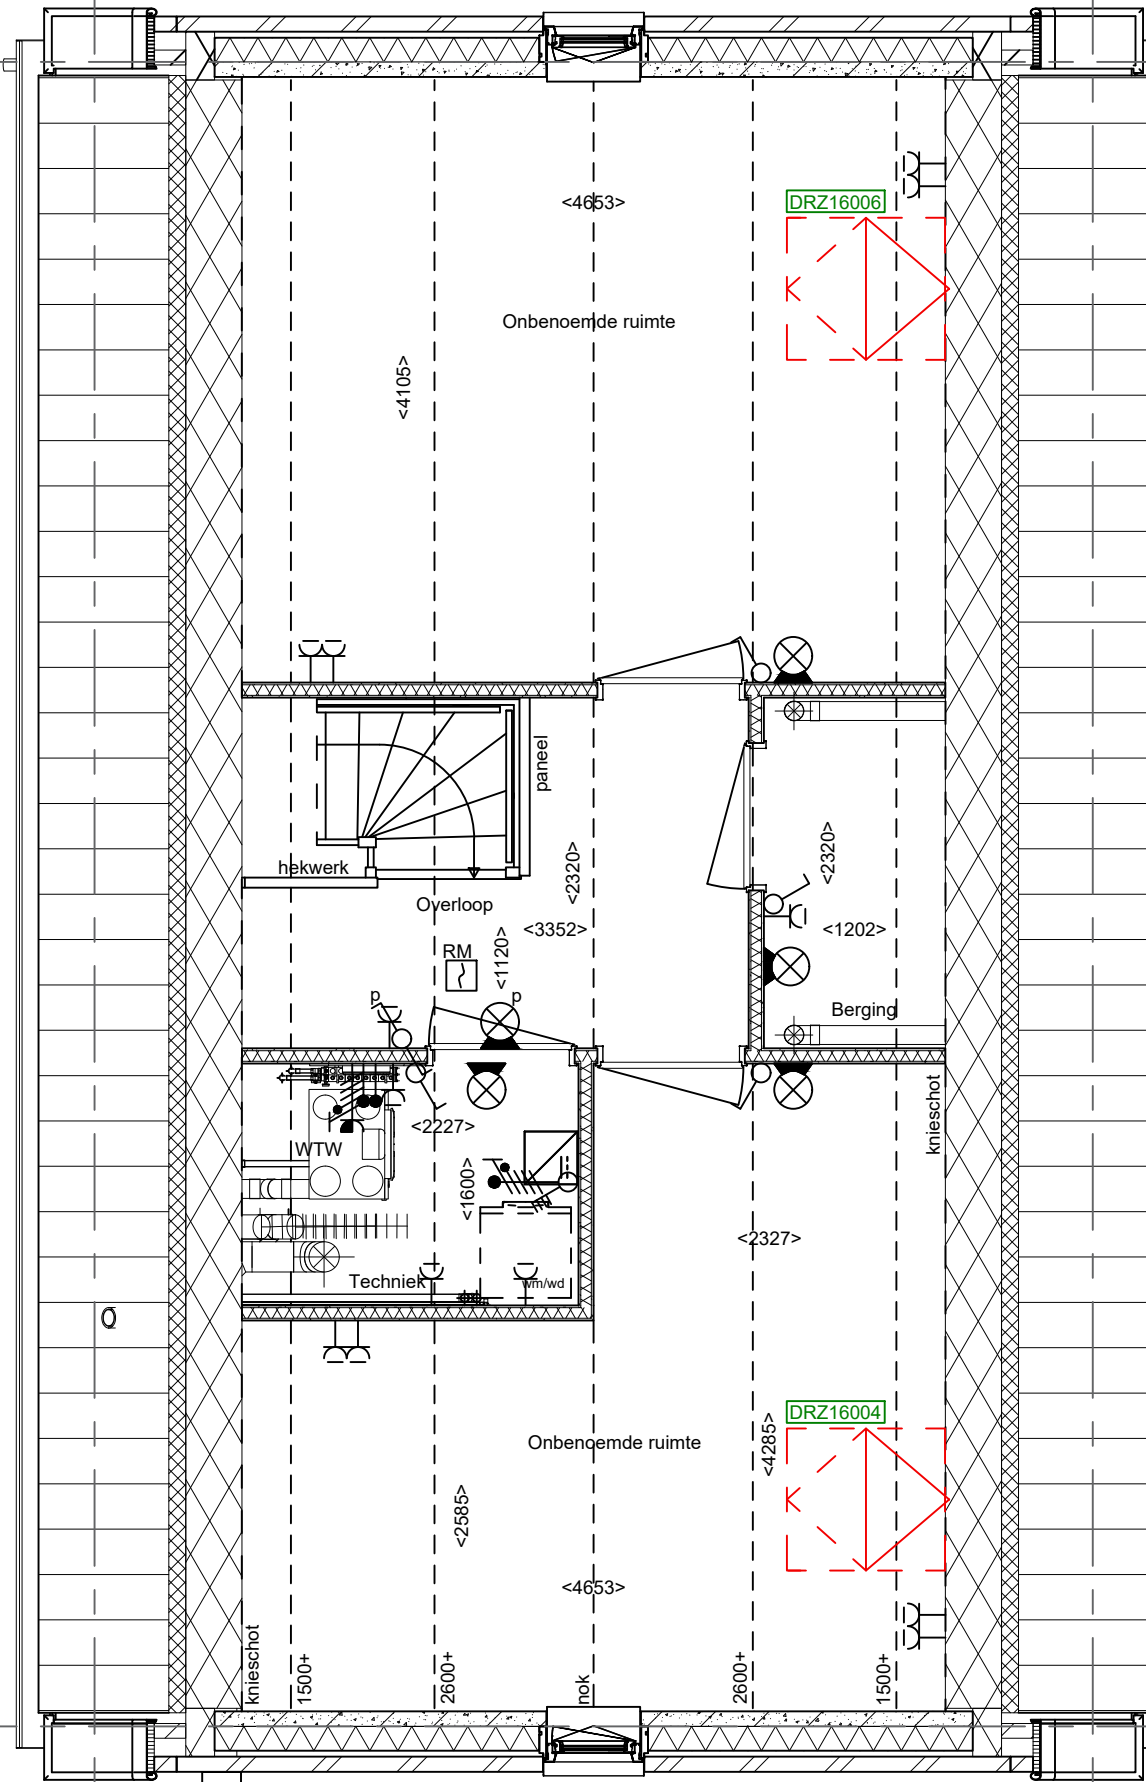 DRZ16006
<4653>
Onbenoemde ruimte
<4105>
paneel
hekwerk
<2320>
<2320>
Overloop
<3352>
<1202>
RM
<1120>
p
p
Berging
knieschot
<2227>
WTW
<1600>
<2327>
Techniek
wm/wd
DRZ16004
<4285>
Onbenoemde ruimte
<2585>
<4653>
knieschot
1500+
2600+
nok
2600+
1500+